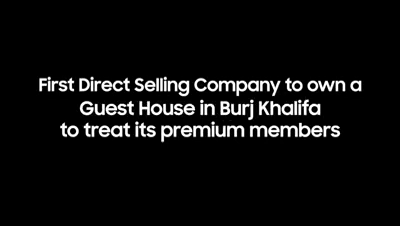 First Direct Selling Company to own a
Guest House in Burj Khalifa
to treat its premium members